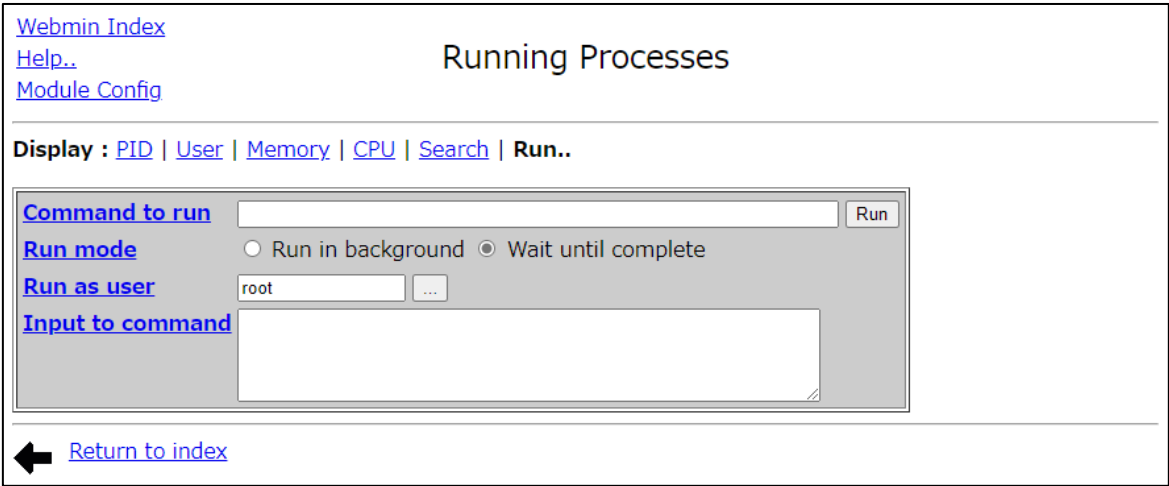 Webmin Index
Help..
Module Config
Running Processes
Display : PID | User | Memory | CPU | Search | Run..
Command to run Run
Run mode Run in background Wait until complete
Run as user root ...
Input to command
Return to index